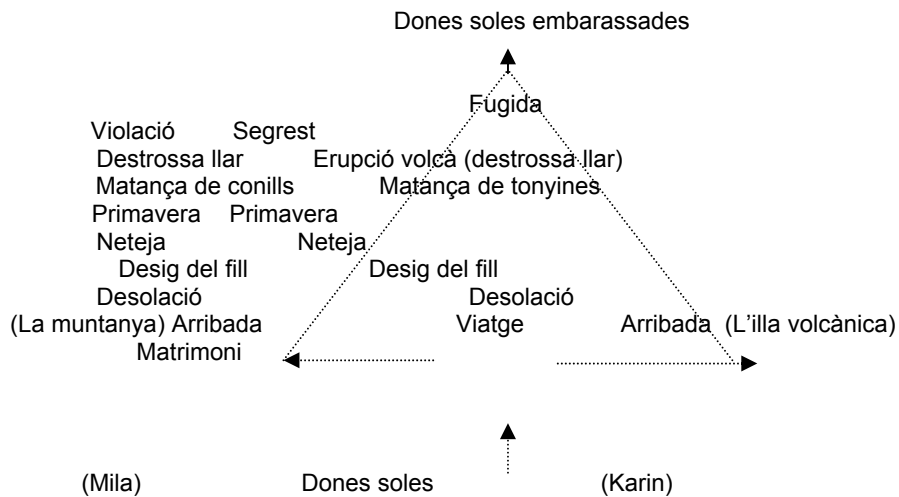 Dones soles embarassades
Fugida
Violació Segrest
Destrossa llar Erupció volcà (destrossa llar)
Matança de conills Matança de tonyines
Primavera Primavera
Neteja Neteja
Desig del fill Desig del fill
Desolació Desolació
(La muntanya) Arribada Viatge Arribada (L'illa volcànica)
Matrimoni
(Mila) Dones soles (Karin)